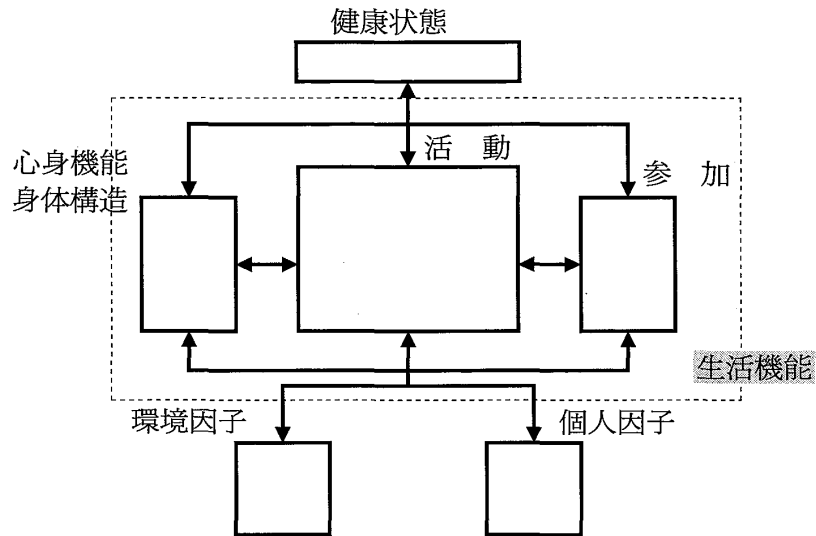 健康状態
活 動
心身機能
身体構造
参 加
生活機能
環境因子
個人因子